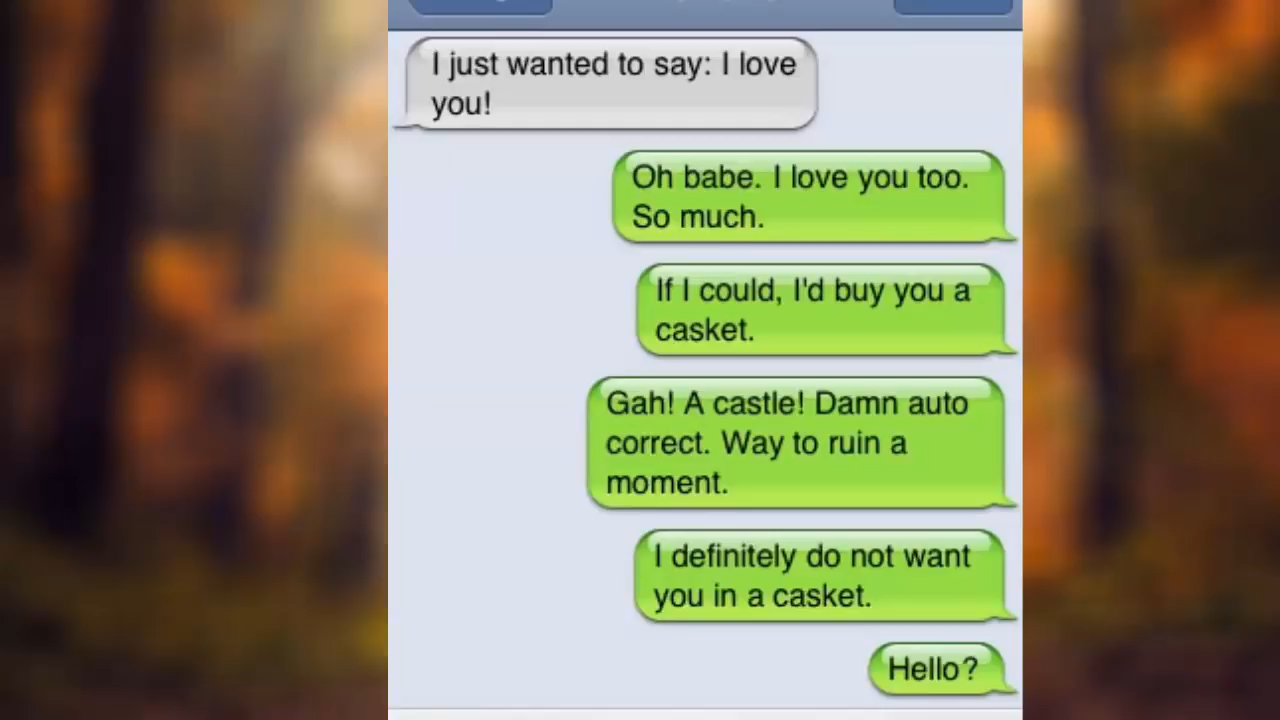 I just wanted to say: I love
you!
Oh babe. I love you too.
So much.
If I could, I'd buy you a
casket.
Gah! A castle! Damn auto
correct. Way to ruin a
moment.
I definitely do not want
you in a casket.
Hello?